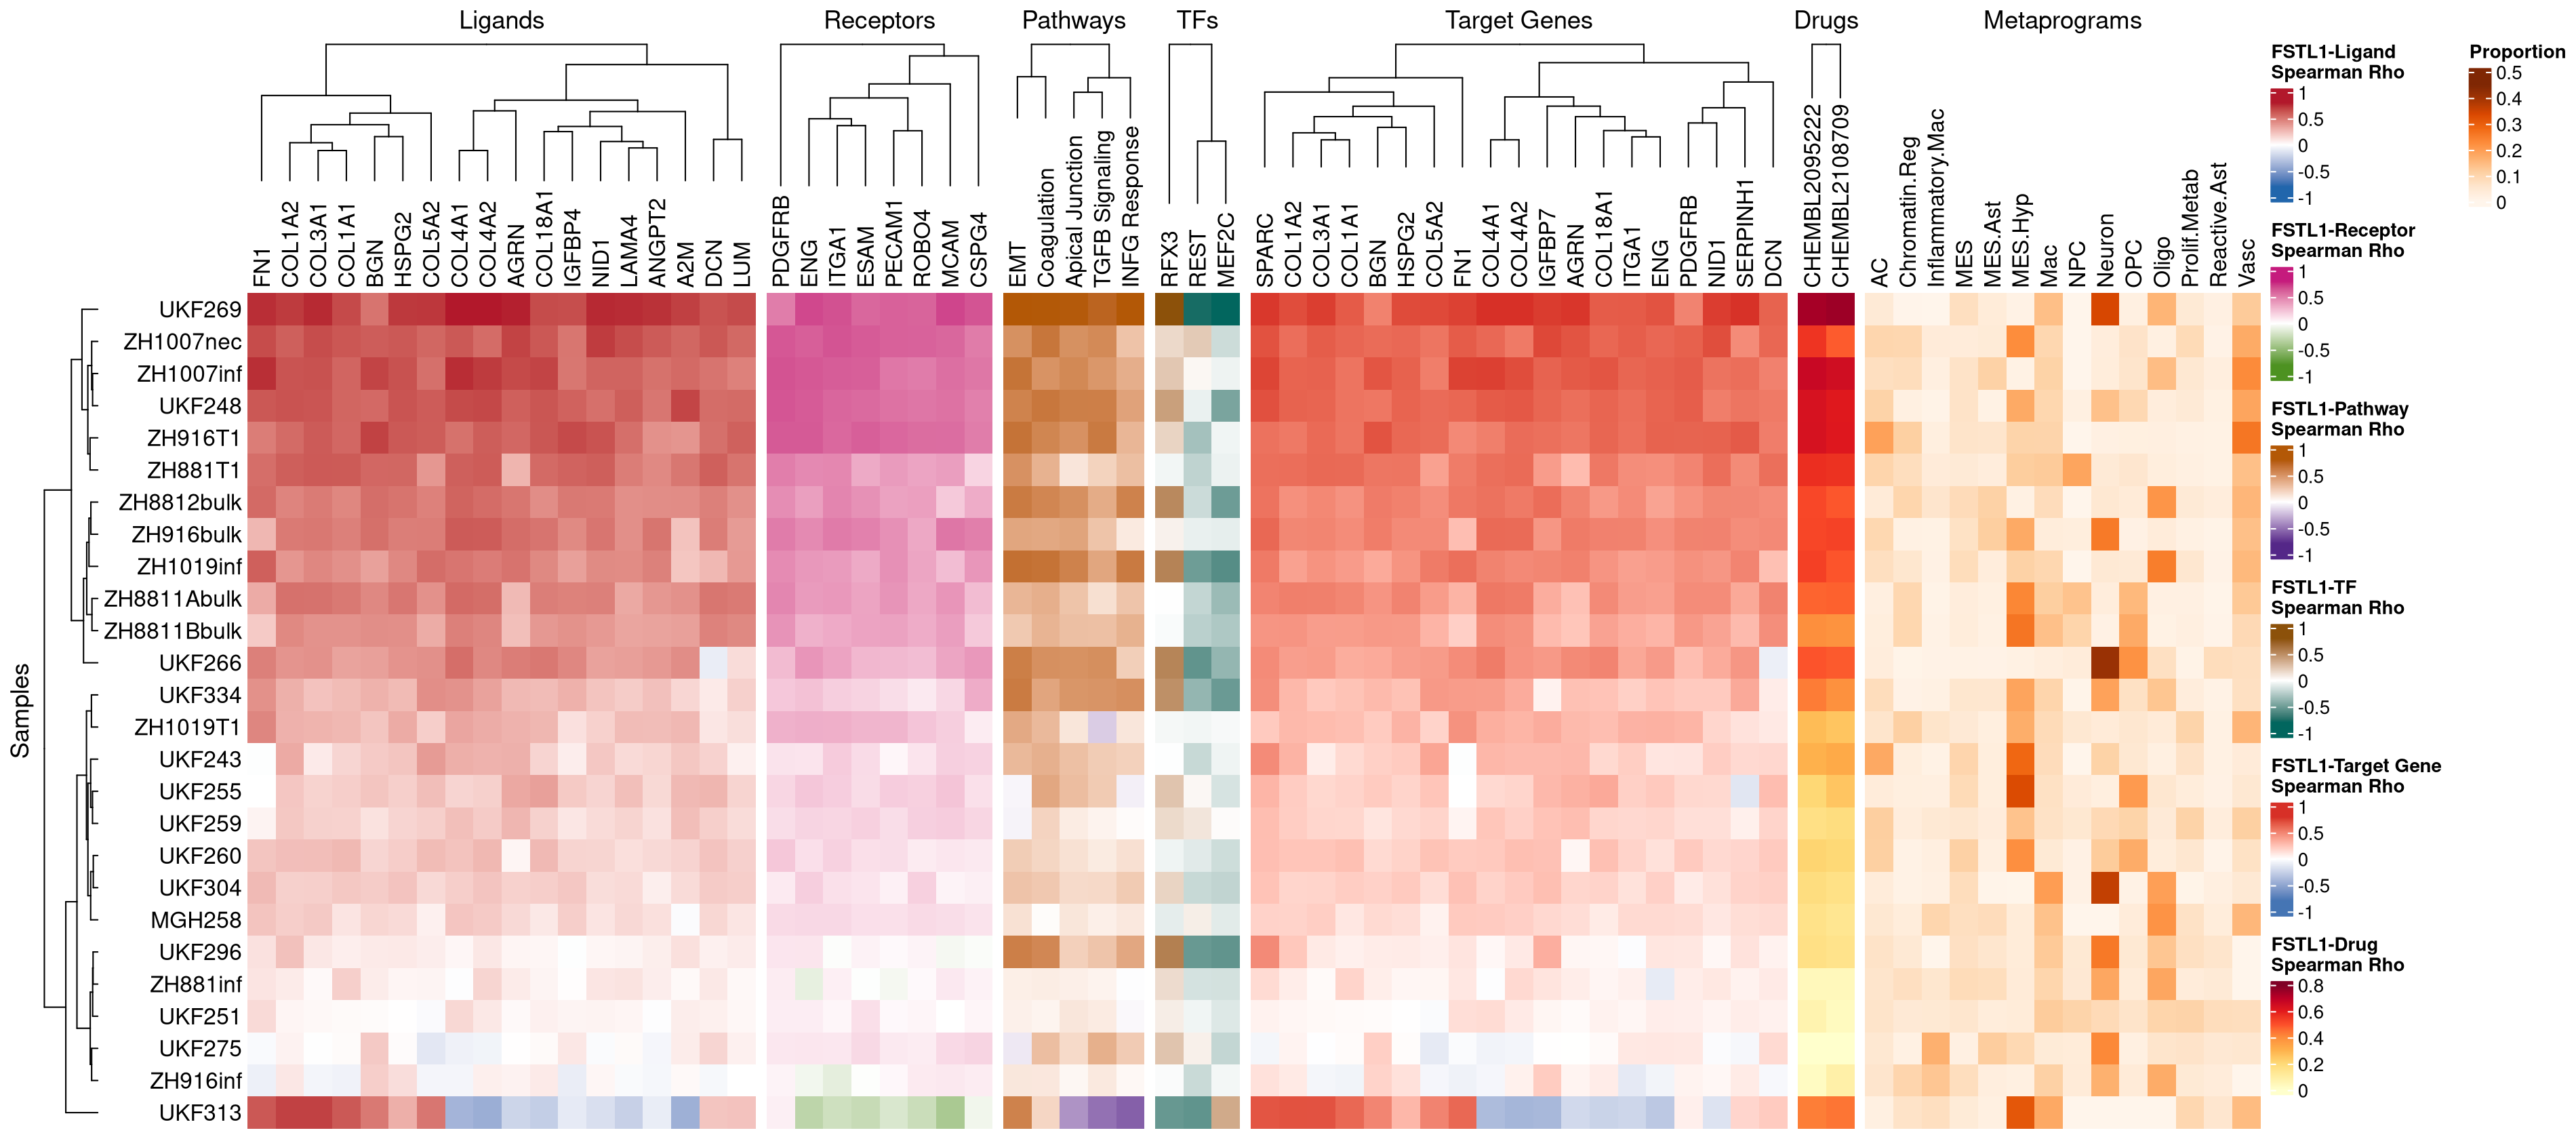 Ligands
Receptors
Pathways
TFs
Target Genes
Drugs
Metaprograms
FN1
COL1A2
COL3A1
COL1A1
BGN
HSPG2
COL5A2
COL4A1
COL4A2
AGRN
COL18A1
IGFBP4
NID1
LAMA4
ANGPT2
A2M
DCN
LUM
PDGFRB
ENG
ITGA1
ESAM
PECAM1
ROBO4
MCAM
CSPG4
EMT
Coagulation
Apical Junction
TGFB Signaling
INFG Response
RFX3
REST
MEF2C
SPARC
COL1A2
COL3A1
COL1A1
BGN
HSPG2
COL5A2
FN1
COL4A1
COL4A2
IGFBP7
AGRN
COL18A1
ITGA1
ENG
PDGFRB
NID1
SERPINH1
DCN
CHEMBL2095222
CHEMBL2108709
AC
Chromatin.Reg
Inflammatory.Mac
MES
MES.Ast
MES.Hyp
Mac
NPC
Neuron
OPC
Oligo
Prolif.Metab
Reactive.Ast
Vasc
Samples
UKF269
ZH1007nec
ZH1007inf
UKF248
ZH916T1
ZH881T1
ZH8812bulk
ZH916bulk
ZH1019inf
ZH8811Abulk
ZH8811Bbulk
UKF266
UKF334
ZH1019T1
UKF243
UKF255
UKF259
UKF260
UKF304
MGH258
UKF296
ZH881inf
UKF251
UKF275
ZH916inf
UKF313
FSTL1-Ligand
Spearman Rho
1
0.5
0
-0.5
-1
FSTL1-Receptor
Spearman Rho
1
0.5
0
-0.5
-1
FSTL1-Pathway
Spearman Rho
1
0.5
0
-0.5
-1
FSTL1-TF
Spearman Rho
1
0.5
0
-0.5
-1
FSTL1-Target Gene
Spearman Rho
1
0.5
0
-0.5
-1
FSTL1-Drug
Spearman Rho
0.8
0.6
0.4
0.2
0
Proportion
0.5
0.4
0.3
0.2
0.1
0